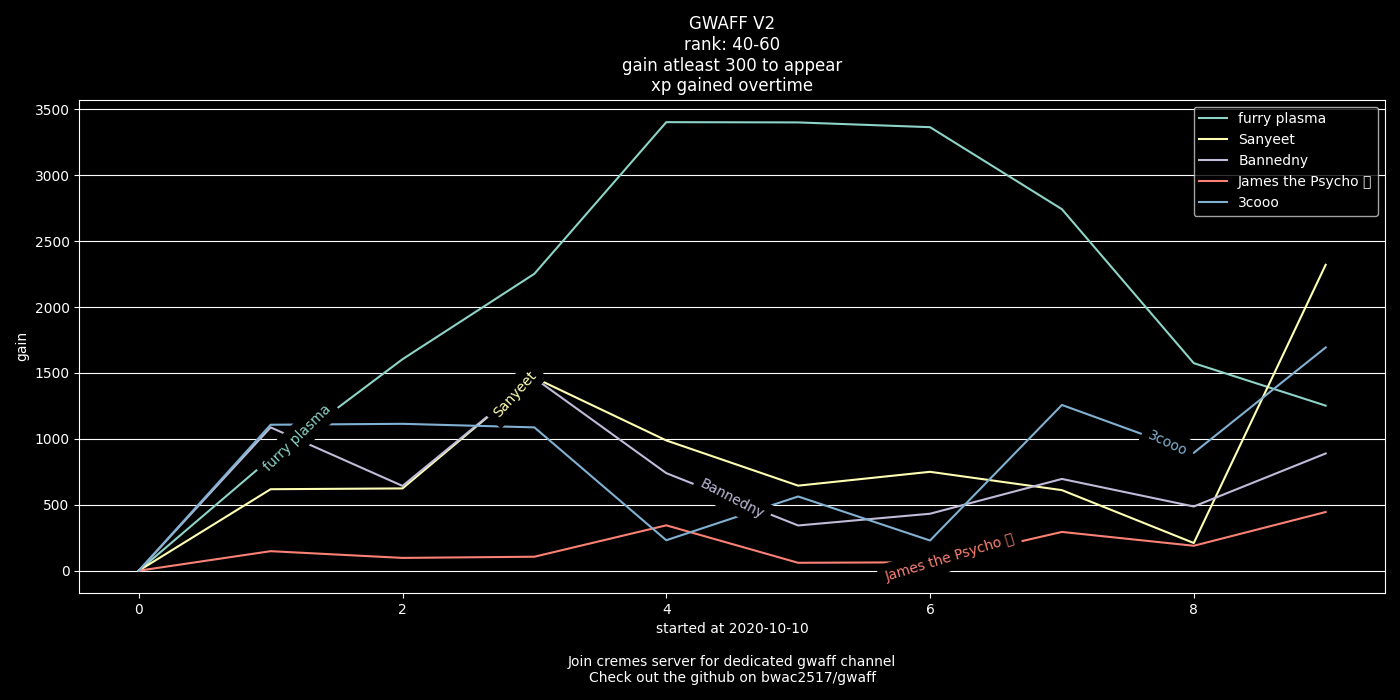 GWAFF V2
rank: 40-60
gain atleast 300 to appear
xp gained overtime
3500
3000
2500
2000
1500
1000
500
0
gain
furry plasma
Sanyeet
Bannedny
James the Psycho
3cooo
furry plasma
Sanyeet
Bannedny
James the Psycho
3cooo
0
2
4
6
8
started at 2020-10-10
Join cremes server for dedicated gwaff channel
Check out the github on bwac2517/gwaff